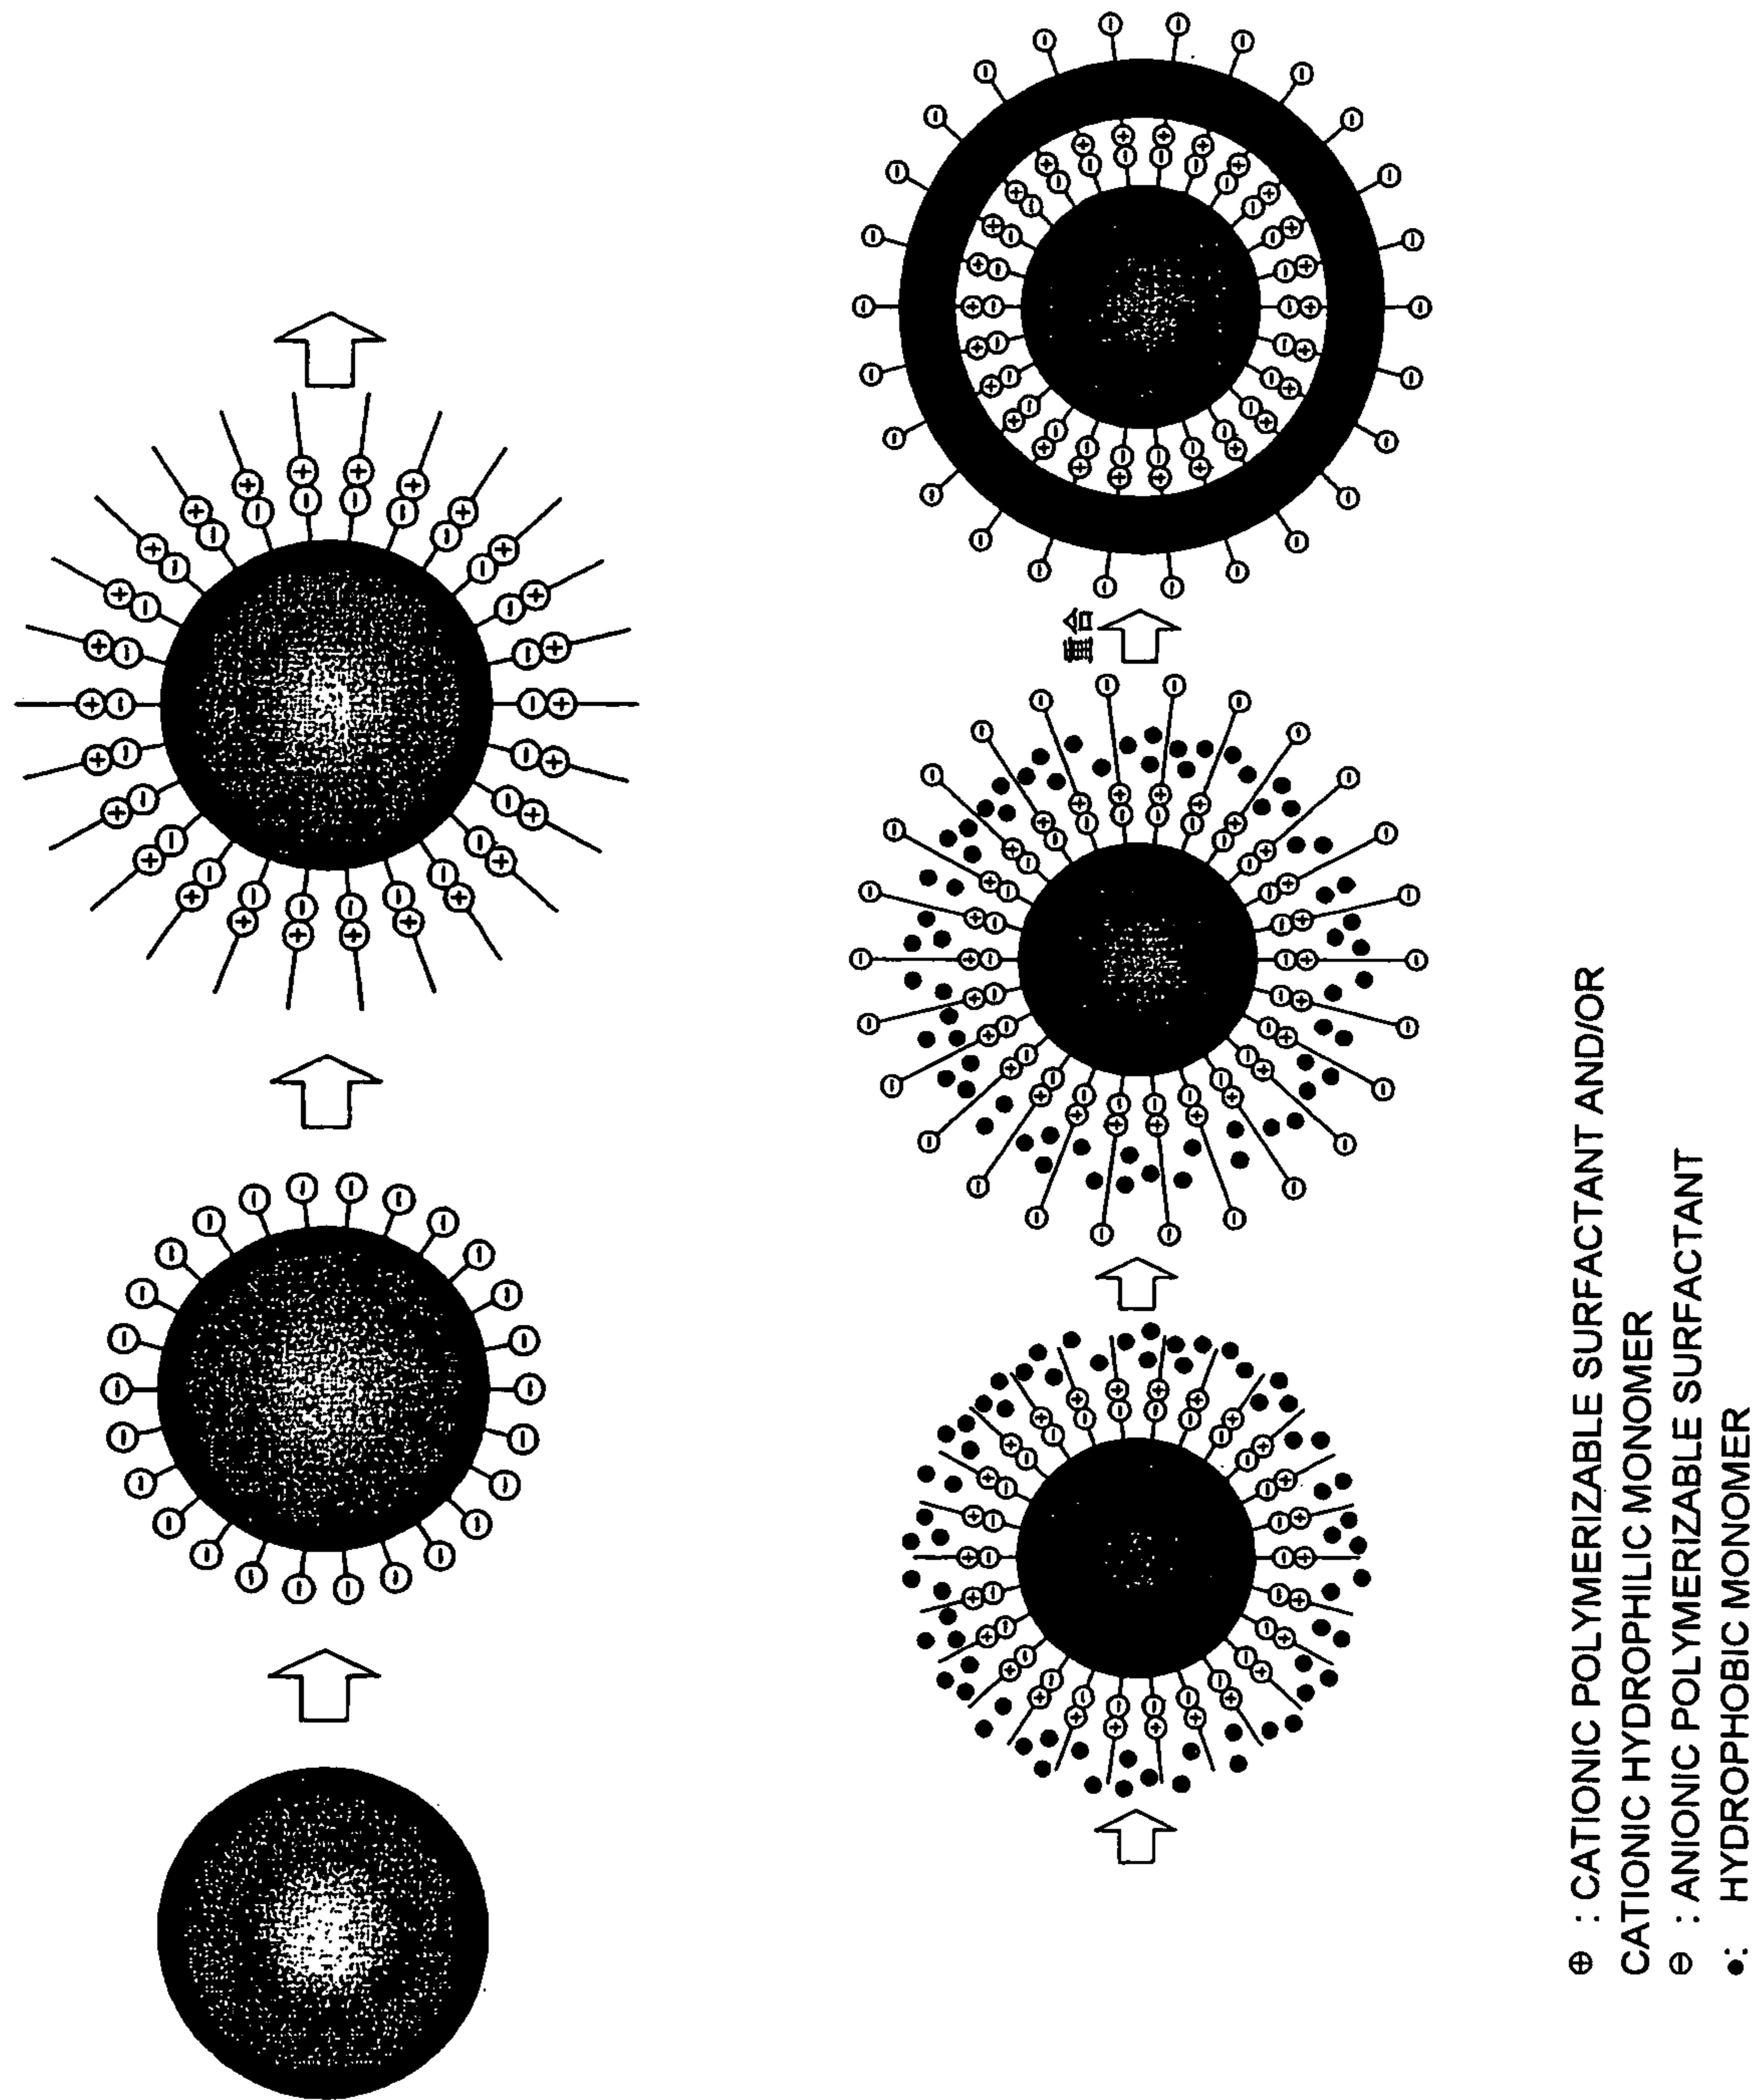 重合
⊕ : CATIONIC POLYMERIZABLE SURFACTANT AND/OR
CATIONIC HYDROPHILIC MONOMER
⊖ : ANIONIC POLYMERIZABLE SURFACTANT
●: HYDROPHOBIC MONOMER